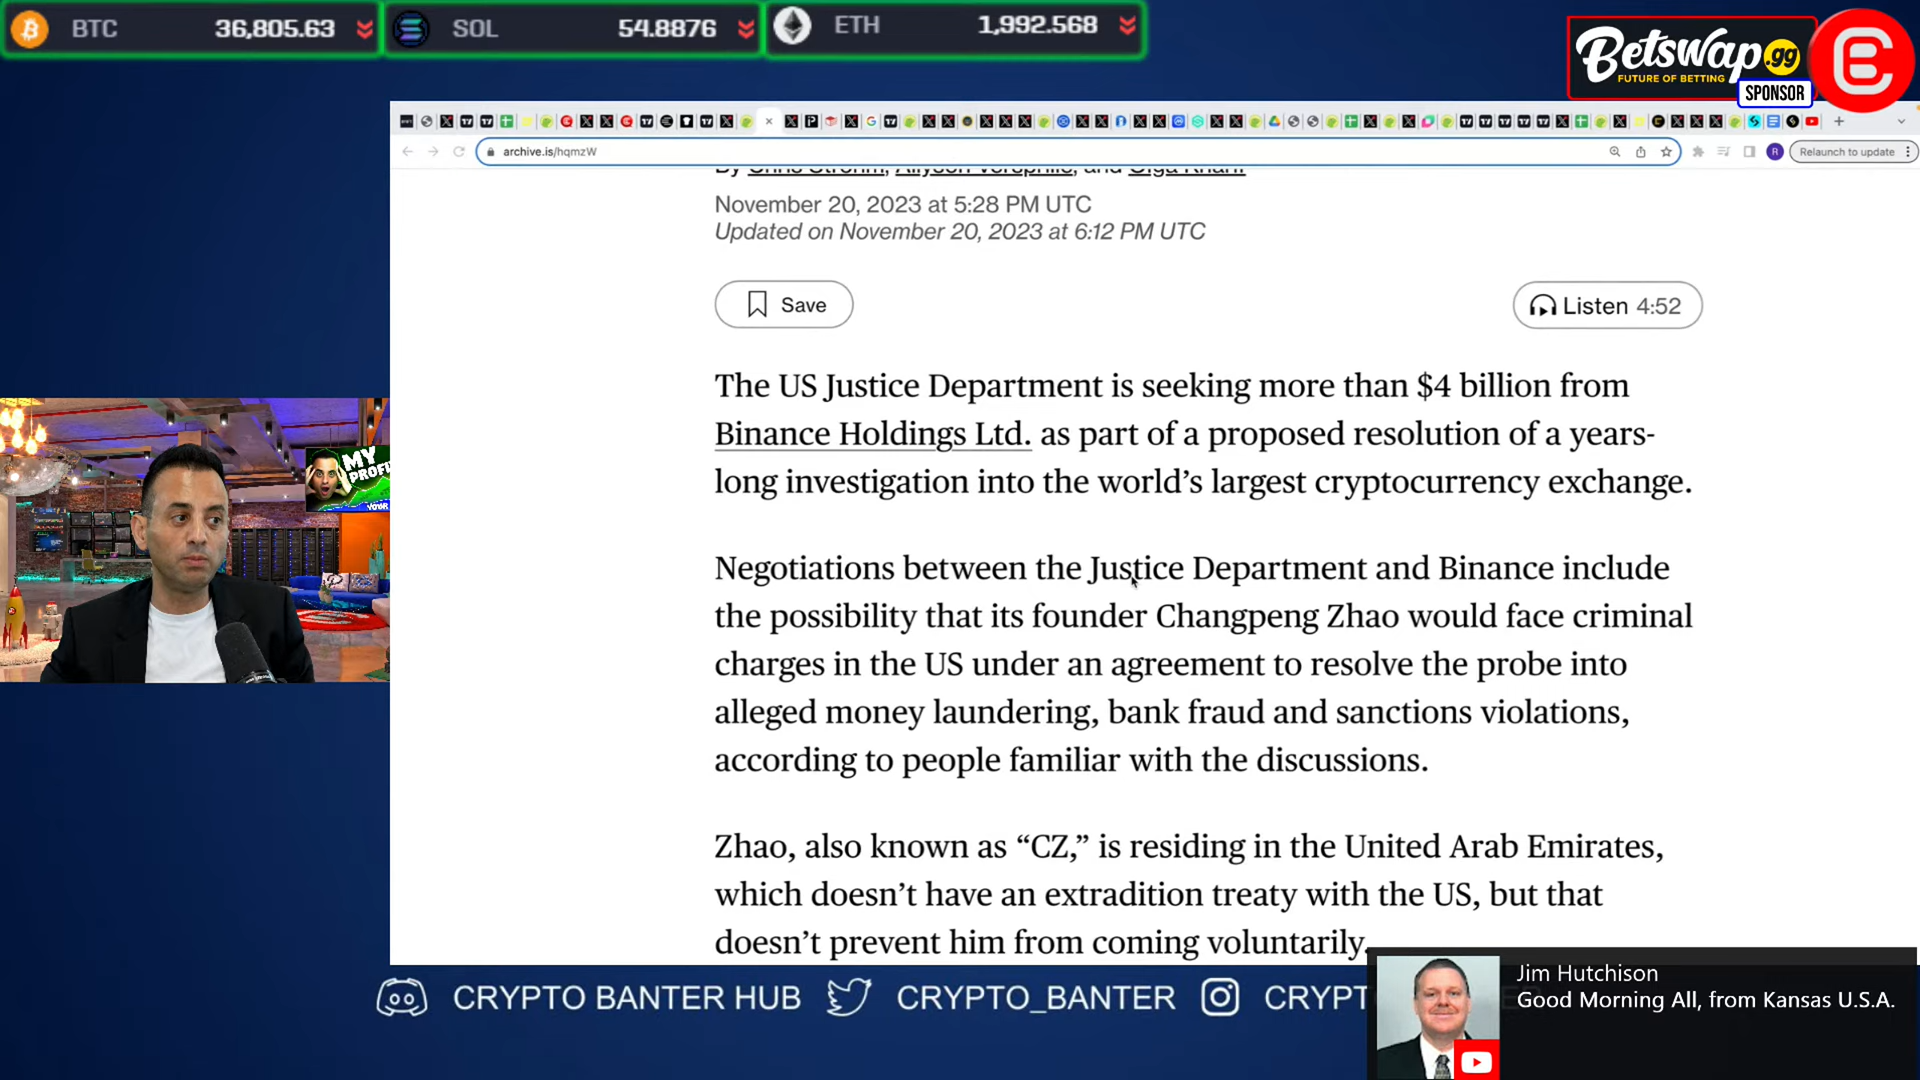 BTC 36,805.63
SOL 54.8876
ETH 1,992.568
Betswap.gg
FUTURE OF BETTING
SPONSOR
archive.is/hqmzW
Relaunch to update
November 20, 2023 at 5:28 PM UTC
Updated on November 20, 2023 at 6:12 PM UTC
Save
Listen 4:52
The US Justice Department is seeking more than $4 billion from
Binance Holdings Ltd. as part of a proposed resolution of a years-
long investigation into the world’s largest cryptocurrency exchange.
Negotiations between the Justice Department and Binance include
the possibility that its founder Changpeng Zhao would face criminal
charges in the US under an agreement to resolve the probe into
alleged money laundering, bank fraud and sanctions violations,
according to people familiar with the discussions.
Zhao, also known as “CZ,” is residing in the United Arab Emirates,
which doesn’t have an extradition treaty with the US, but that
doesn’t prevent him from coming voluntarily.
MY
YOUR
CRYPTO BANTER HUB
CRYPTO_BANTER
Jim Hutchison
Good Morning All, from Kansas U.S.A.